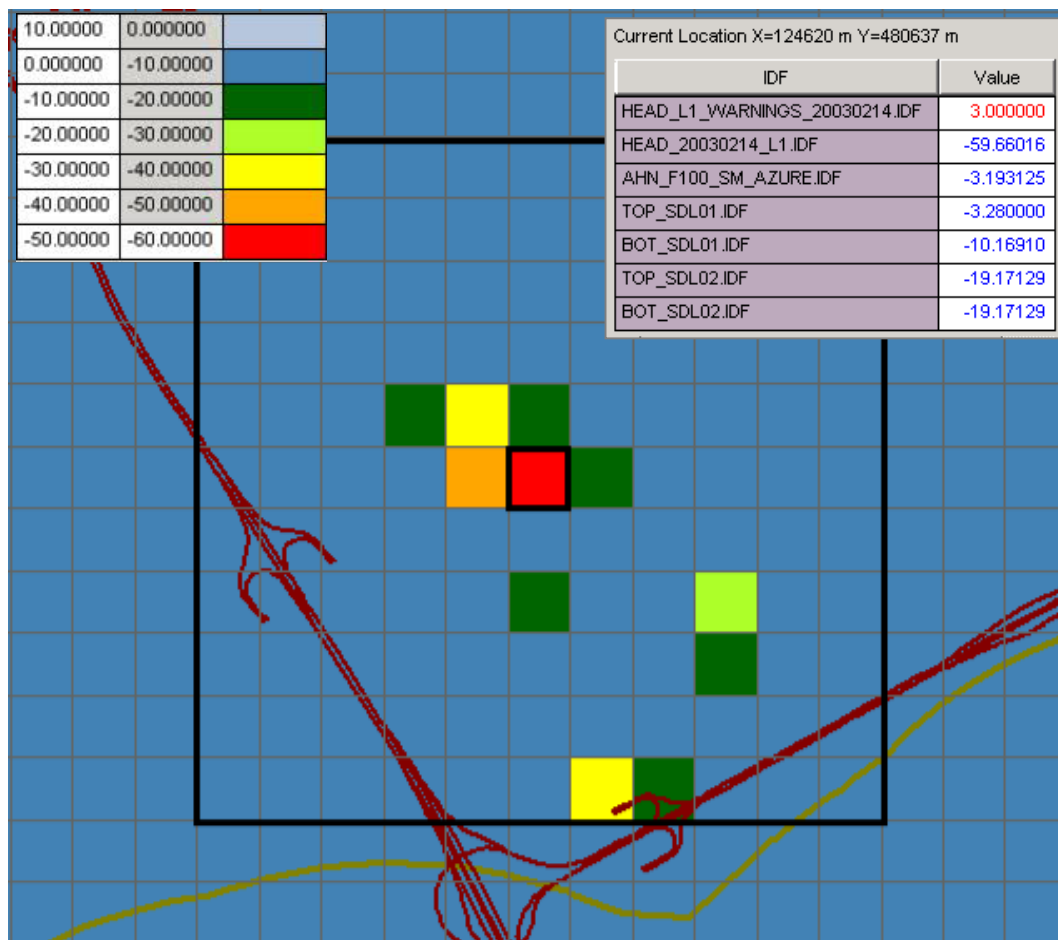 10.00000 0.000000
0.000000 -10.00000
-10.00000 -20.00000
-20.00000 -30.00000
-30.00000 -40.00000
-40.00000 -50.00000
-50.00000 -60.00000
Current Location X=124620 m Y=480637 m
IDF Value
HEAD_L1_WARNINGS_20030214.IDF 3.000000
HEAD_20030214_L1.IDF -59.66016
AHN_F100_SM_AZURE.IDF -3.193125
TOP_SDL01.IDF -3.280000
BOT_SDL01.IDF -10.16910
TOP_SDL02.IDF -19.17129
BOT_SDL02.IDF -19.17129